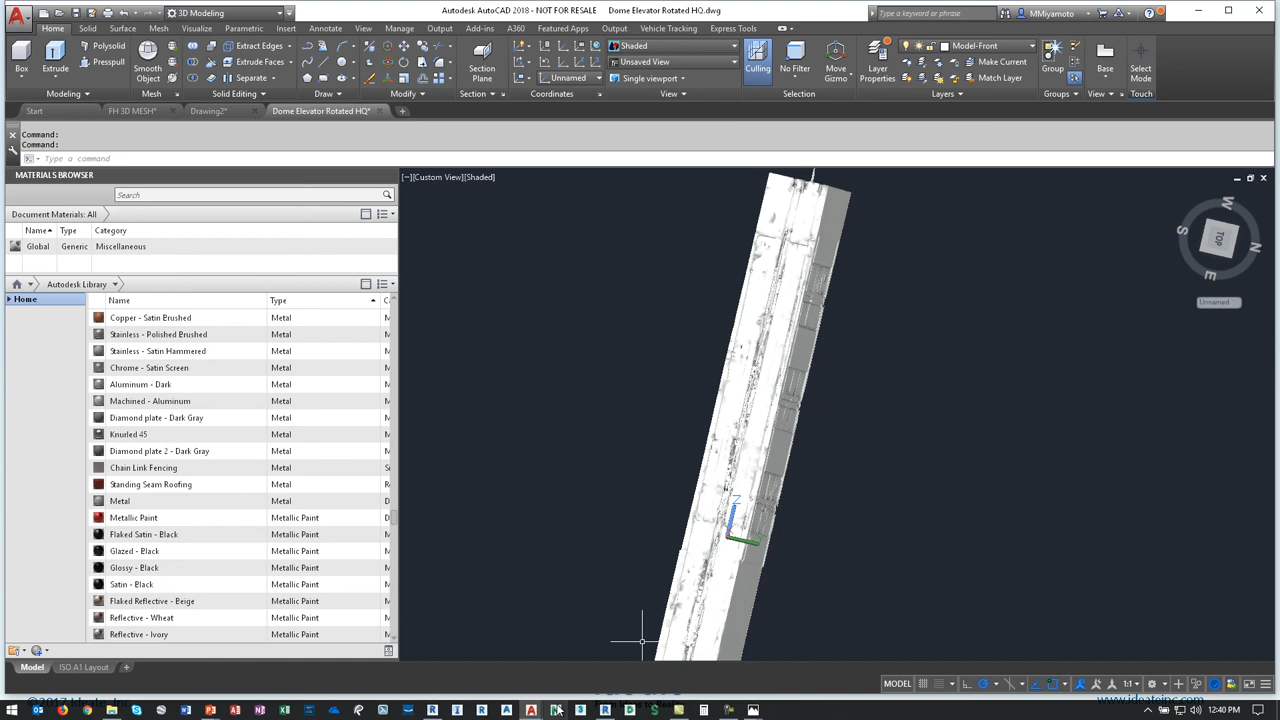 Autodesk AutoCAD 2018 - NOT FOR RESALE Dome Elevator Rotated HQ.dwg
3D Modeling
Type a keyword or phrase
MMiyamoto
Home Solid Surface Mesh Visualize Parametric Insert Annotate View Manage Output Add-ins A360 Featured Apps Output Vehicle Tracking Express Tools
Box
Extrude
Polysolid
Presspull
Smooth Object
Extract Edges
Extrude Faces
Separate
Section Plane
Unnamed
Shaded
Unsaved View
Single viewport
Culling
No Filter
Move Gizmo
Layer Properties
Model-Front
Make Current
Match Layer
Group
Base
Select Mode
Modeling Mesh Solid Editing Draw Modify Section Coordinates View Selection Layers Groups View Touch
Start FH 3D MESH* Drawing2* Dome Elevator Rotated HQ*
Command:
Command:
Type a command
MATERIALS BROWSER
Search
Document Materials: All
Name Type Category
Global Generic Miscellaneous
Autodesk Library
Home
Name Type C
Copper - Satin Brushed Metal M
Stainless - Polished Brushed Metal M
Stainless - Satin Hammered Metal M
Chrome - Satin Screen Metal M
Aluminum - Dark Metal M
Machined - Aluminum Metal M
Diamond plate - Dark Gray Metal M
Knurled 45 Metal M
Diamond plate 2 - Dark Gray Metal M
Chain Link Fencing Metal Si
Standing Seam Roofing Metal R
Metal Metal D
Metallic Paint Metallic Paint D
Flaked Satin - Black Metallic Paint M
Glazed - Black Metallic Paint M
Glossy - Black Metallic Paint M
Satin - Black Metallic Paint M
Flaked Reflective - Beige Metallic Paint M
Reflective - Wheat Metallic Paint M
Reflective - Ivory Metallic Paint M
[−][Custom View][Shaded]
W
S TOP N
E
Unnamed
Z
Model ISO A1 Layout
MODEL
1:1
©2017 Ideate, Inc.
www.ideateinc.com
12:40 PM